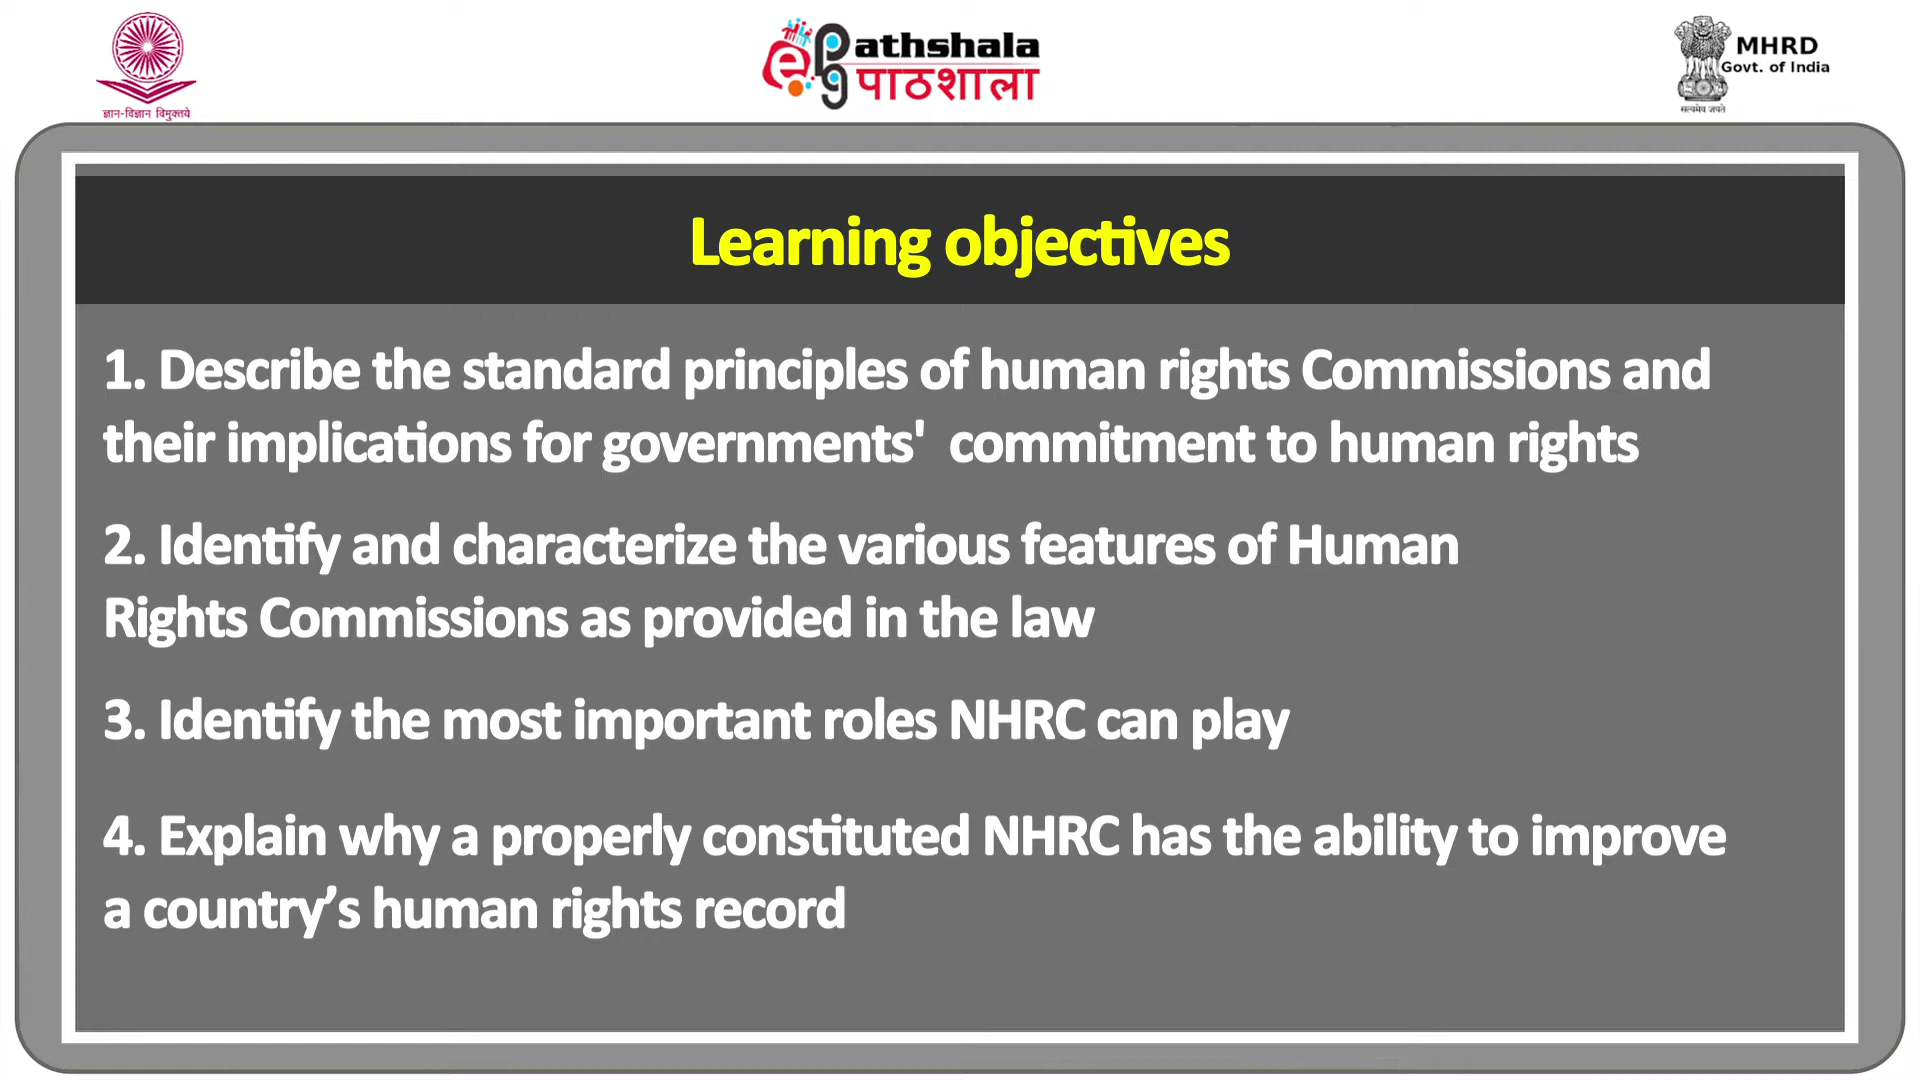 ज्ञान-विज्ञान विमुक्तये
e pg Pathshala
पाठशाला
MHRD
Govt. of India
सत्यमेव जयते
Learning objectives
1. Describe the standard principles of human rights Commissions and
their implications for governments'  commitment to human rights
2. Identify and characterize the various features of Human
Rights Commissions as provided in the law
3. Identify the most important roles NHRC can play
4. Explain why a properly constituted NHRC has the ability to improve
a country’s human rights record